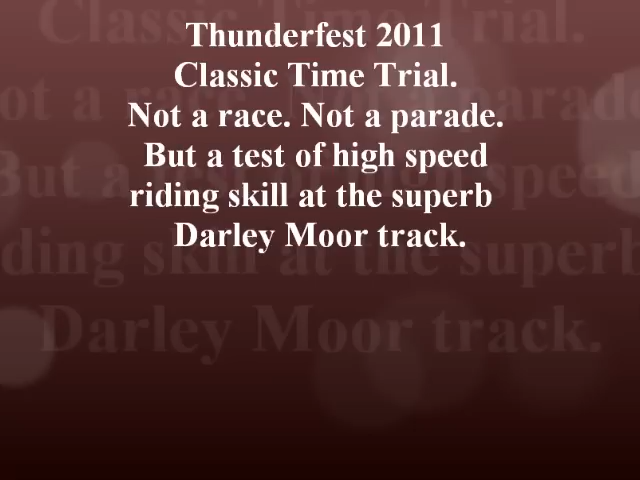 Thunderfest 2011
Classic Time Trial.
Not a race. Not a parade.
But a test of high speed
riding skill at the superb
Darley Moor track.